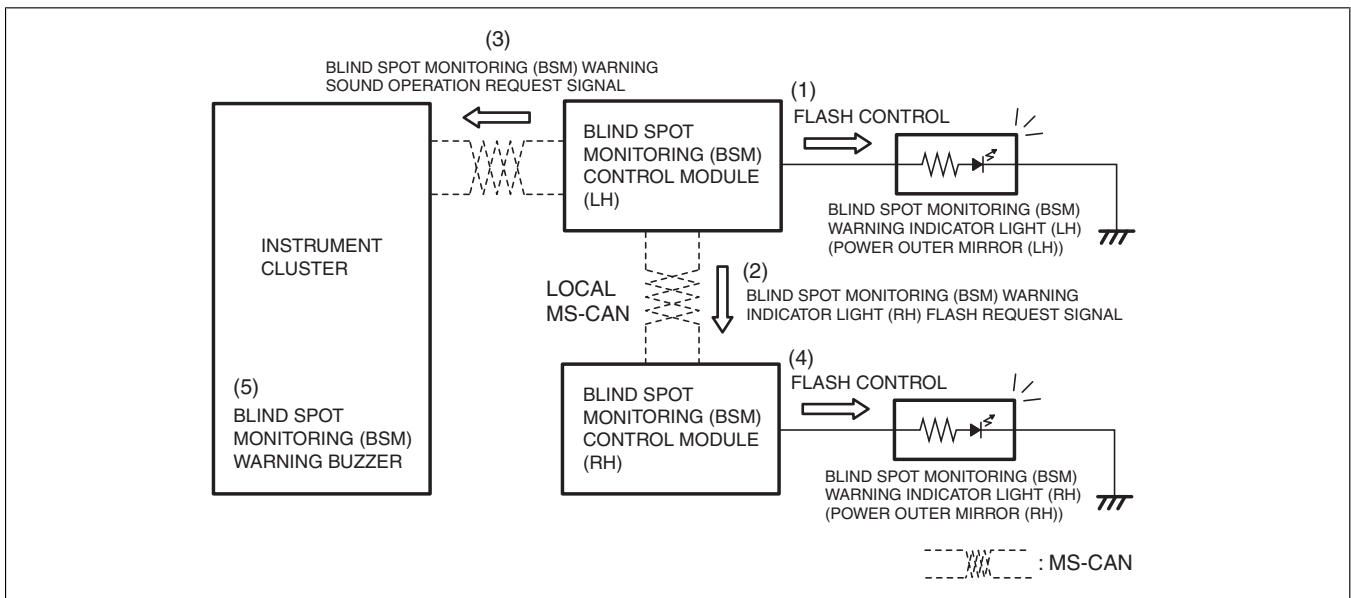 (3)
BLIND SPOT MONITORING (BSM) WARNING
SOUND OPERATION REQUEST SIGNAL
(1)
FLASH CONTROL
BLIND SPOT
MONITORING (BSM)
CONTROL MODULE
(LH)
BLIND SPOT MONITORING (BSM)
WARNING INDICATOR LIGHT (LH)
(POWER OUTER MIRROR (LH))
INSTRUMENT
CLUSTER
LOCAL
MS-CAN
(2)
BLIND SPOT MONITORING (BSM) WARNING
INDICATOR LIGHT (RH) FLASH REQUEST SIGNAL
(4)
FLASH CONTROL
(5)
BLIND SPOT
MONITORING (BSM)
WARNING BUZZER
BLIND SPOT
MONITORING (BSM)
CONTROL MODULE
(RH)
BLIND SPOT MONITORING (BSM)
WARNING INDICATOR LIGHT (RH)
(POWER OUTER MIRROR (RH))
: MS-CAN